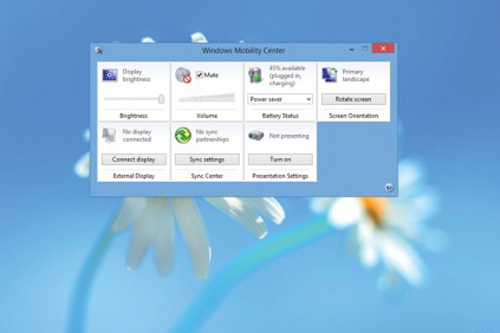 Windows Mobility Center
Display
brightness
Brightness
Mute
Volume
45% available
(plugged in,
charging)
Power saver
Battery Status
Primary
landscape
Rotate screen
Screen Orientation
No display
connected
Connect display
External Display
No sync
partnerships
Sync settings
Sync Center
Not presenting
Turn on
Presentation Settings